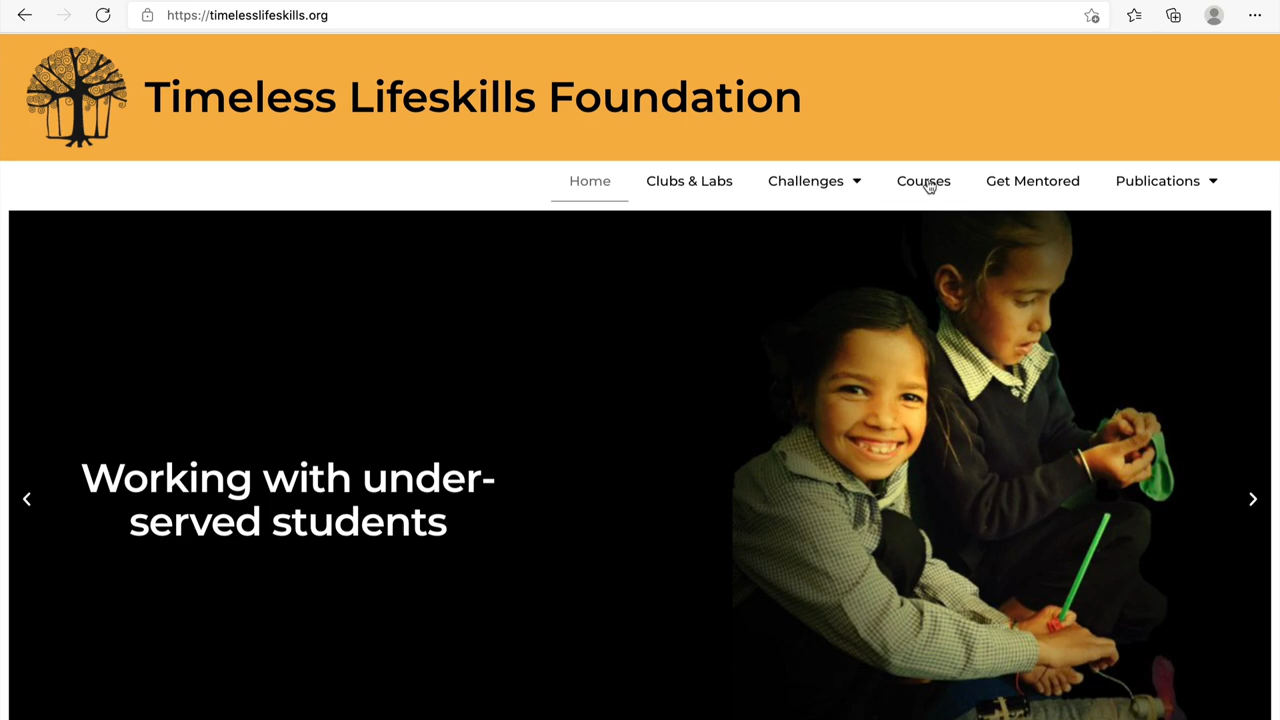 https://timelesslifeskills.org
Timeless Lifeskills Foundation
Home Clubs & Labs Challenges Courses Get Mentored Publications
Working with under-
served students